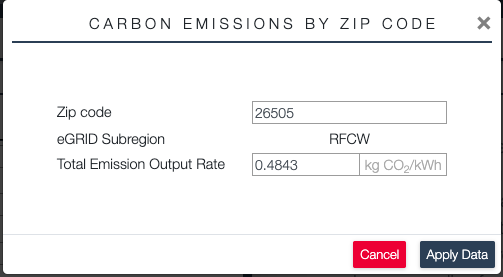 CARBON EMISSIONS BY ZIP CODE ×
Zip code 26505
eGRID Subregion RFCW
Total Emission Output Rate 0.4843 kg CO₂/kWh
Cancel Apply Data